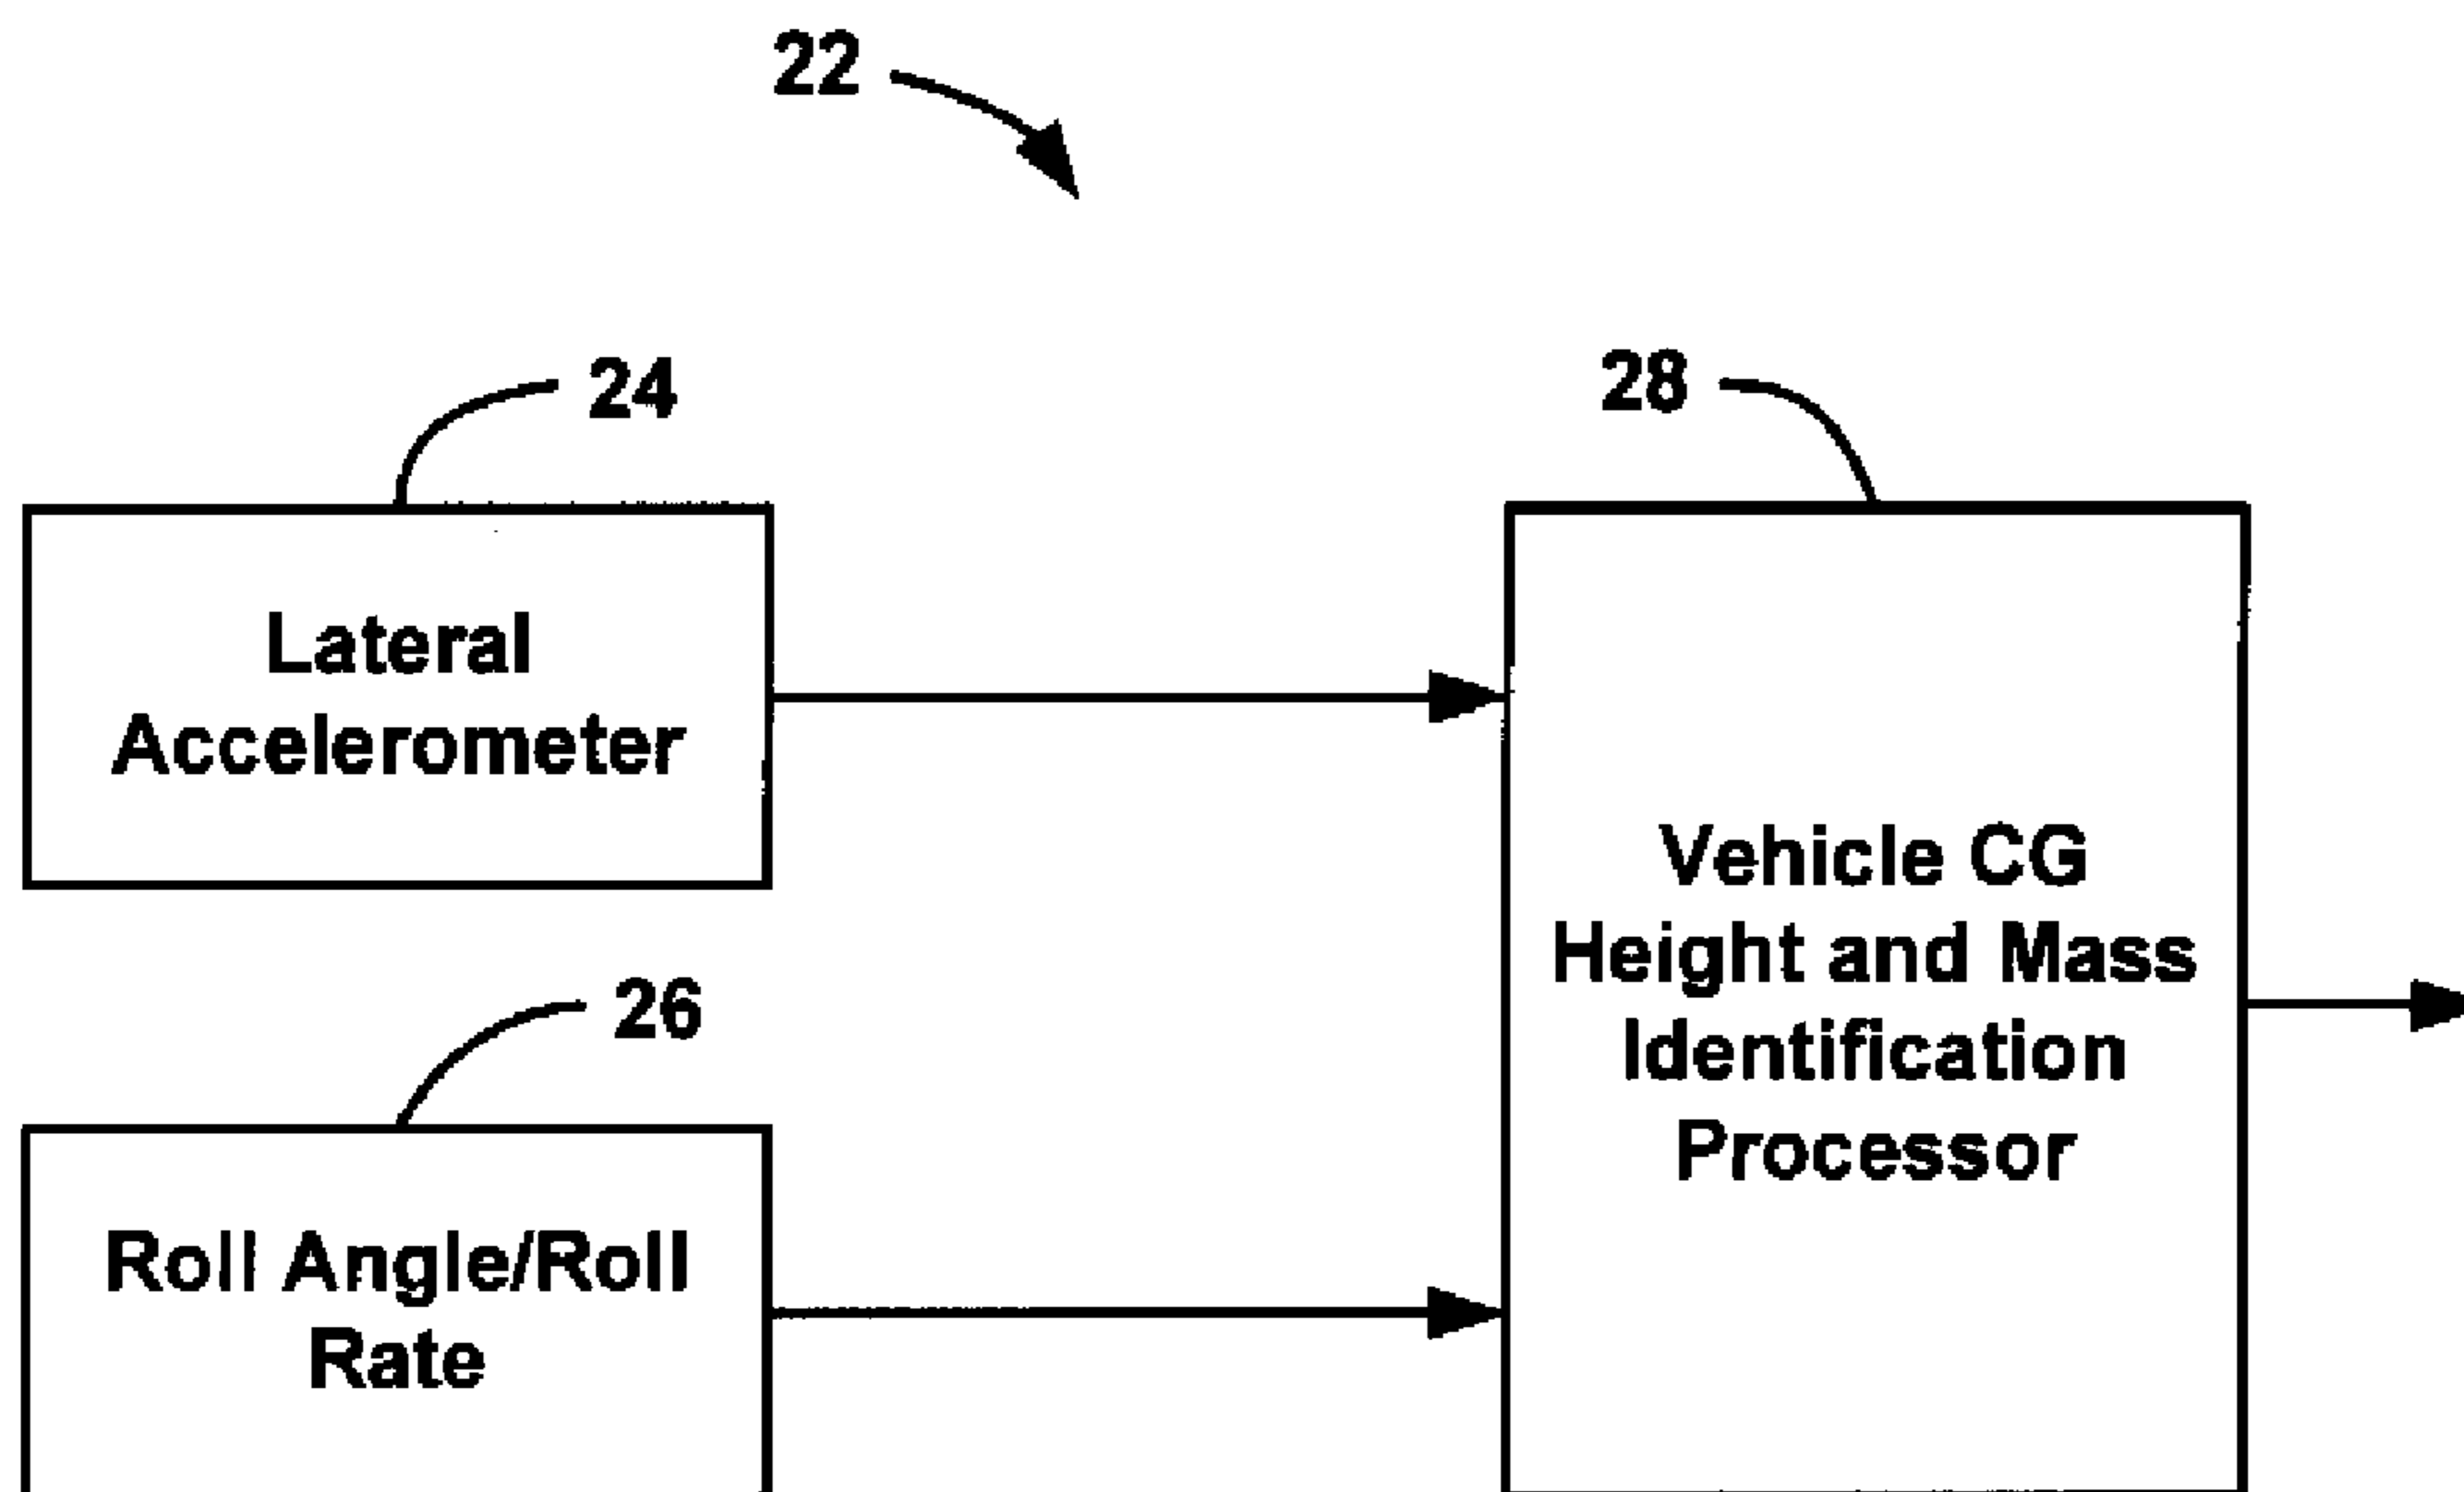 22
24
28
Lateral
Accelerometer
Vehicle CG
Height and Mass
Identification
Processor
26
Roll Angle/Roll
Rate